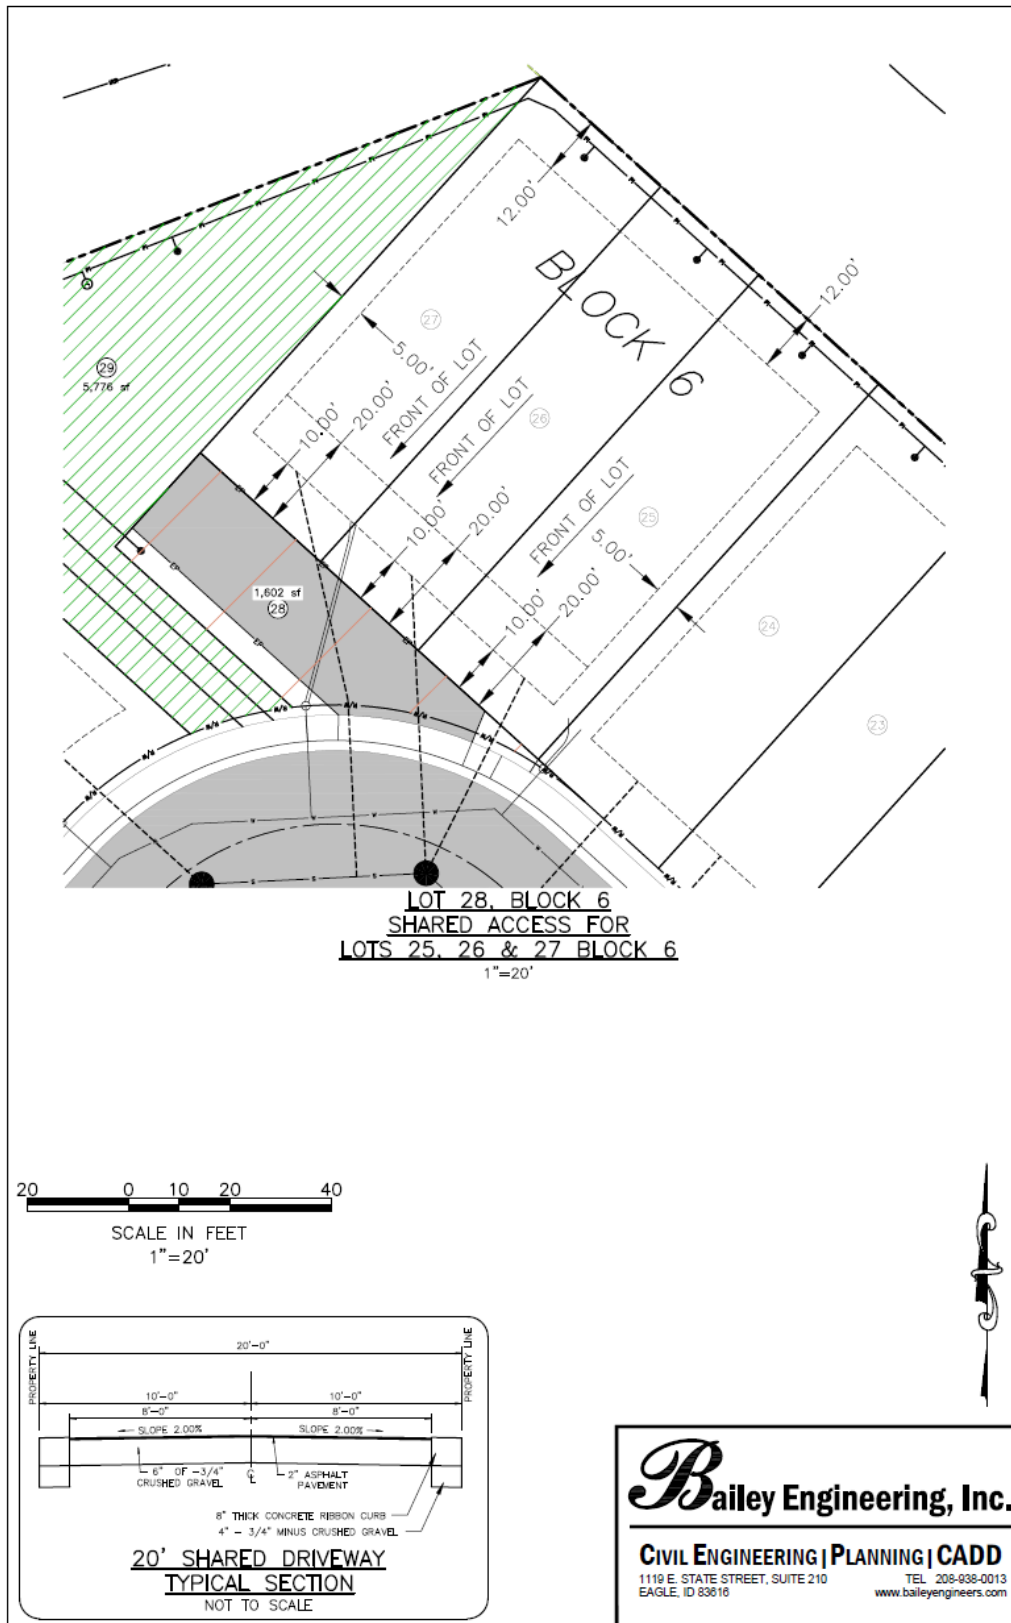 12.00'
BLOCK 6
12.00'
27
5.00'
20.00'
10.00'
FRONT OF LOT
FRONT OF LOT
26
29
5,776 sf
20.00'
10.00'
FRONT OF LOT
25
5.00'
20.00'
10.00'
1,602 sf
28
24
23
LOT 28, BLOCK 6
SHARED ACCESS FOR
LOTS 25, 26 & 27 BLOCK 6
1"=20'
20 0 10 20 40
SCALE IN FEET
1"=20'
PROPERTY LINE
20'-0"
PROPERTY LINE
10'-0" 10'-0"
8'-0" 8'-0"
SLOPE 2.00% SLOPE 2.00%
6" OF -3/4"
CRUSHED GRAVEL
2" ASPHALT
PAVEMENT
8" THICK CONCRETE RIBBON CURB
4" - 3/4" MINUS CRUSHED GRAVEL
20' SHARED DRIVEWAY
TYPICAL SECTION
NOT TO SCALE
Bailey Engineering, Inc.
CIVIL ENGINEERING | PLANNING | CADD
1119 E. STATE STREET, SUITE 210 TEL 208-938-0013
EAGLE, ID 83616 www.baileyengineers.com